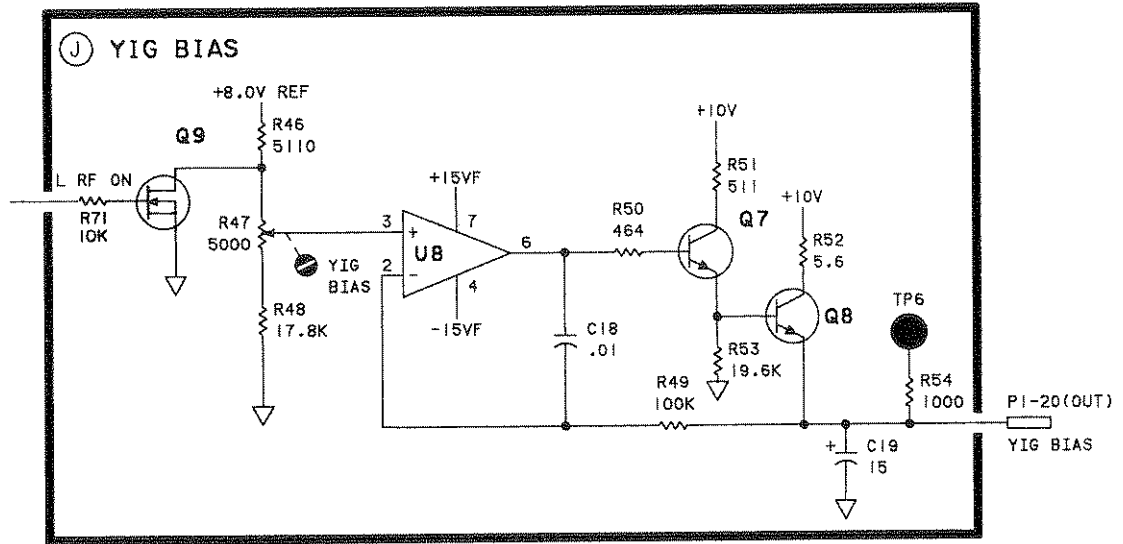 J YIG BIAS
+8.0V REF
R46
5110
Q9
L RF ON
R71
10K
R47
5000
YIG
BIAS
R48
17.8K
+15VF
3
+
7
U8
6
2
-
4
-15VF
C18
.01
R50
464
+10V
R51
511
Q7
+10V
R52
5.6
Q8
R53
19.6K
R49
100K
TP6
R54
1000
+
C19
15
P1-20(OUT)
YIG BIAS